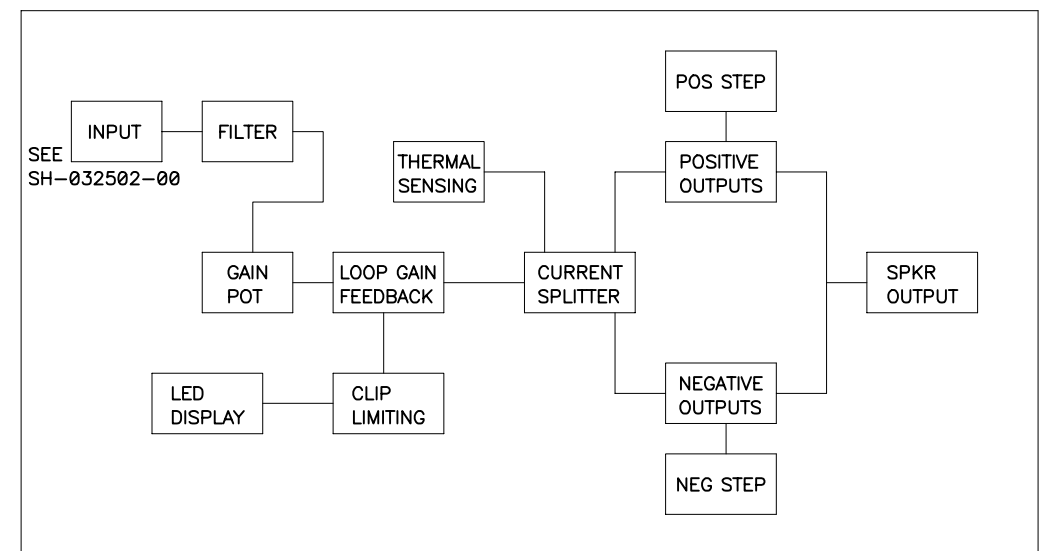 POS STEP
INPUT
FILTER
SEE
SH-032502-00
THERMAL
SENSING
POSITIVE
OUTPUTS
GAIN
POT
LOOP GAIN
FEEDBACK
CURRENT
SPLITTER
SPKR
OUTPUT
LED
DISPLAY
CLIP
LIMITING
NEGATIVE
OUTPUTS
NEG STEP